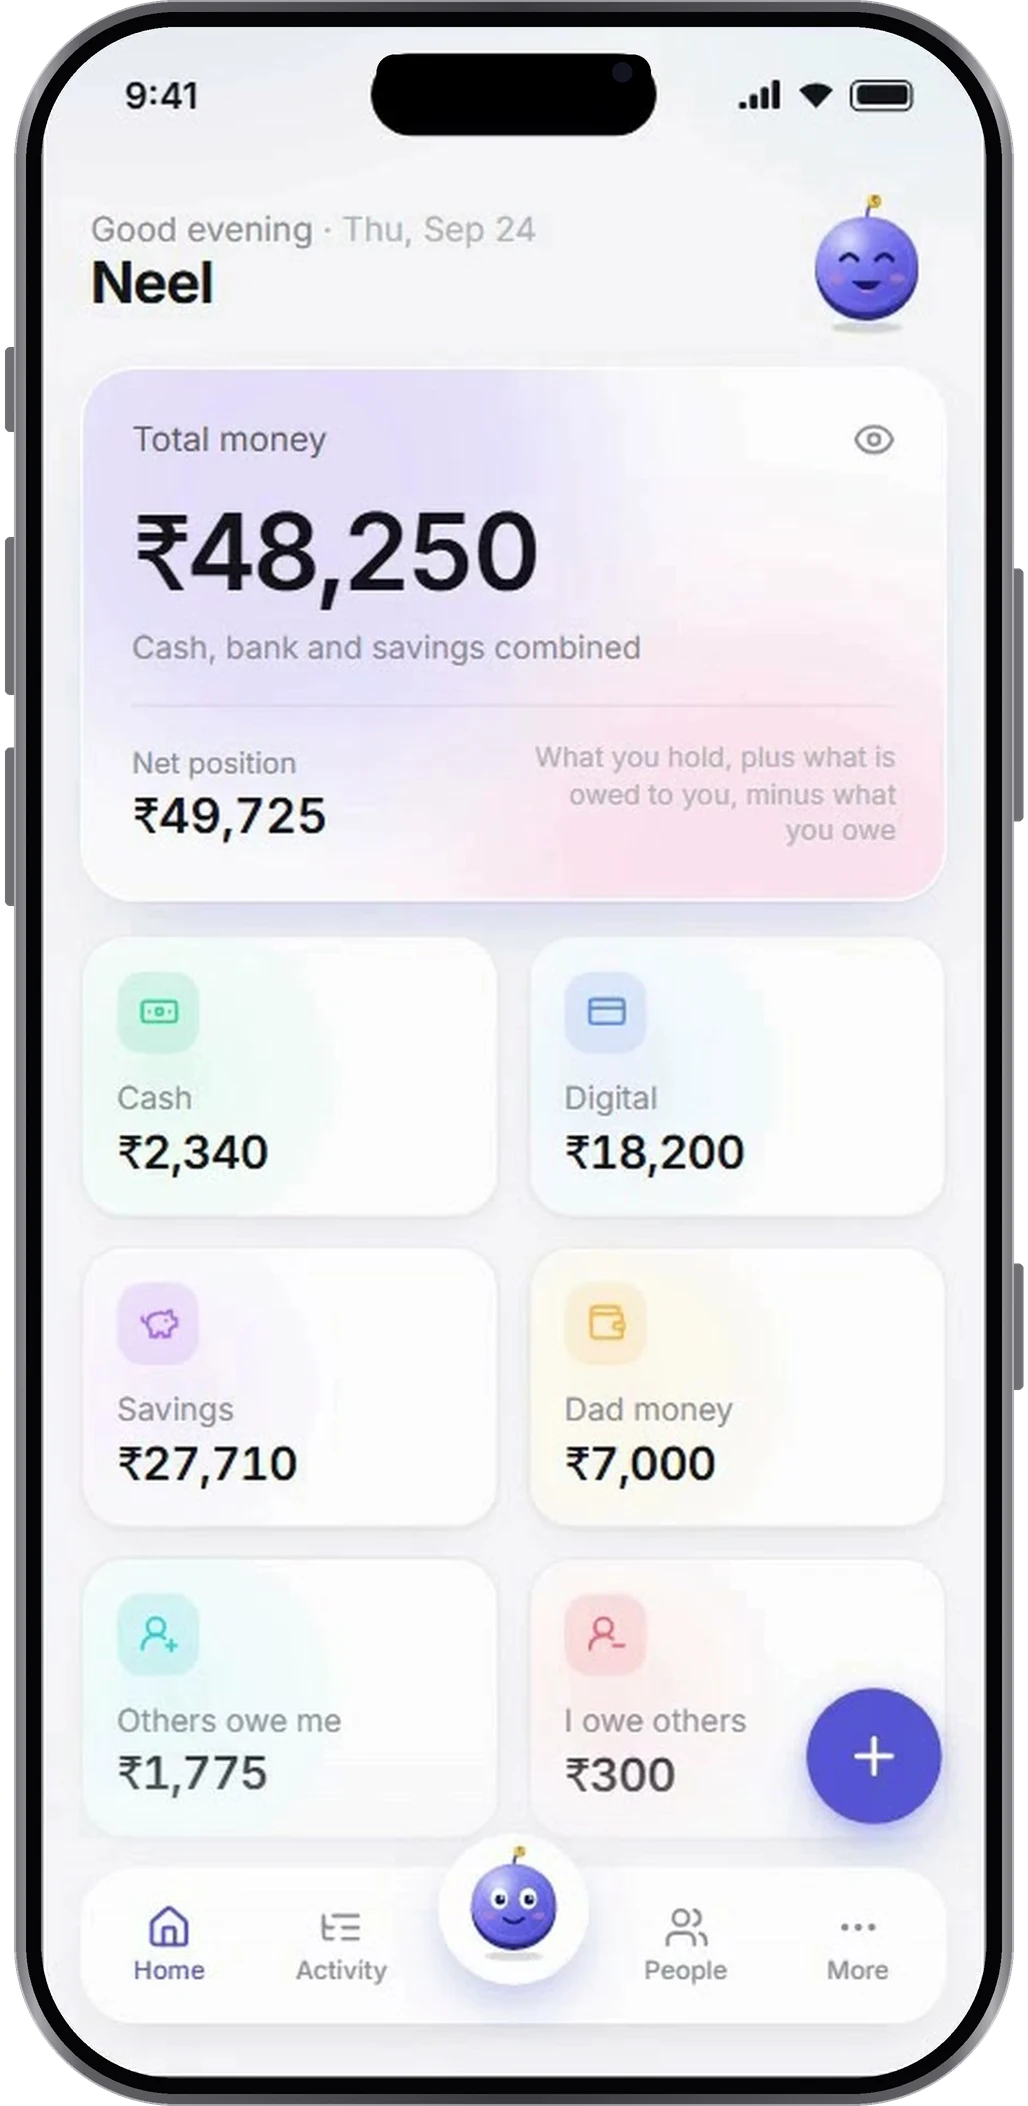 9:41
Good evening · Thu, Sep 24
Neel
Total money
₹48,250
Cash, bank and savings combined
Net position
₹49,725
What you hold, plus what is
owed to you, minus what
you owe
Cash
₹2,340
Digital
₹18,200
Savings
₹27,710
Dad money
₹7,000
Others owe me
₹1,775
I owe others
₹300
Home
Activity
People
More